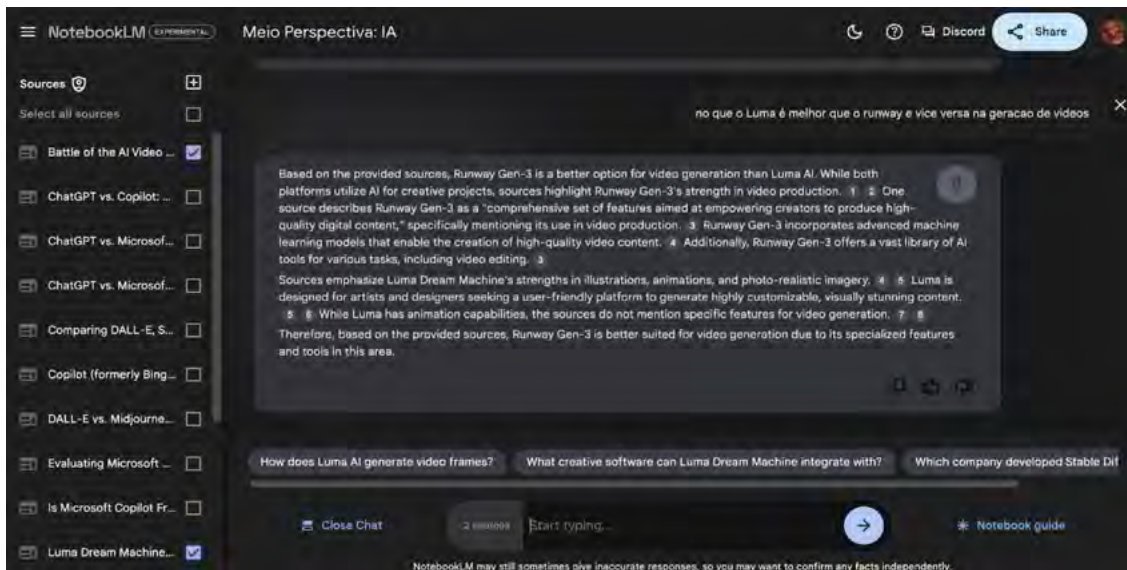 NotebookLM EXPERIMENTAL
Meio Perspectiva: IA
Discord
Share
Sources
Select all sources
Battle of the AI Video ...
ChatGPT vs. Copilot: ...
ChatGPT vs. Microsof...
ChatGPT vs. Microsof...
Comparing DALL-E, S...
Copilot (formerly Bing...
DALL-E vs. Midjourne...
Evaluating Microsoft ...
Is Microsoft Copilot Fr...
Luma Dream Machine...
no que o Luma é melhor que o runway e vice versa na geracao de videos
Based on the provided sources, Runway Gen-3 is a better option for video generation than Luma AI. While both
platforms utilize AI for creative projects, sources highlight Runway Gen-3's strength in video production. 1 2 One
source describes Runway Gen-3 as a "comprehensive set of features aimed at empowering creators to produce high-
quality digital content," specifically mentioning its use in video production. 3 Runway Gen-3 incorporates advanced machine
learning models that enable the creation of high-quality video content. 4 Additionally, Runway Gen-3 offers a vast library of AI
tools for various tasks, including video editing. 3
Sources emphasize Luma Dream Machine's strengths in illustrations, animations, and photo-realistic imagery. Luma is
designed for artists and designers seeking a user-friendly platform to generate highly customizable, visually stunning content.
5 6 While Luma has animation capabilities, the sources do not mention specific features for video generation. 7 8
Therefore, based on the provided sources, Runway Gen-3 is better suited for video generation due to its specialized features
and tools in this area.
How does Luma AI generate video frames?
What creative software can Luma Dream Machine integrate with?
Which company developed Stable Dif
Close Chat
2 sources
Start typing...
Notebook guide
NotebookLM may still sometimes give inaccurate responses, so you may want to confirm any facts independently.